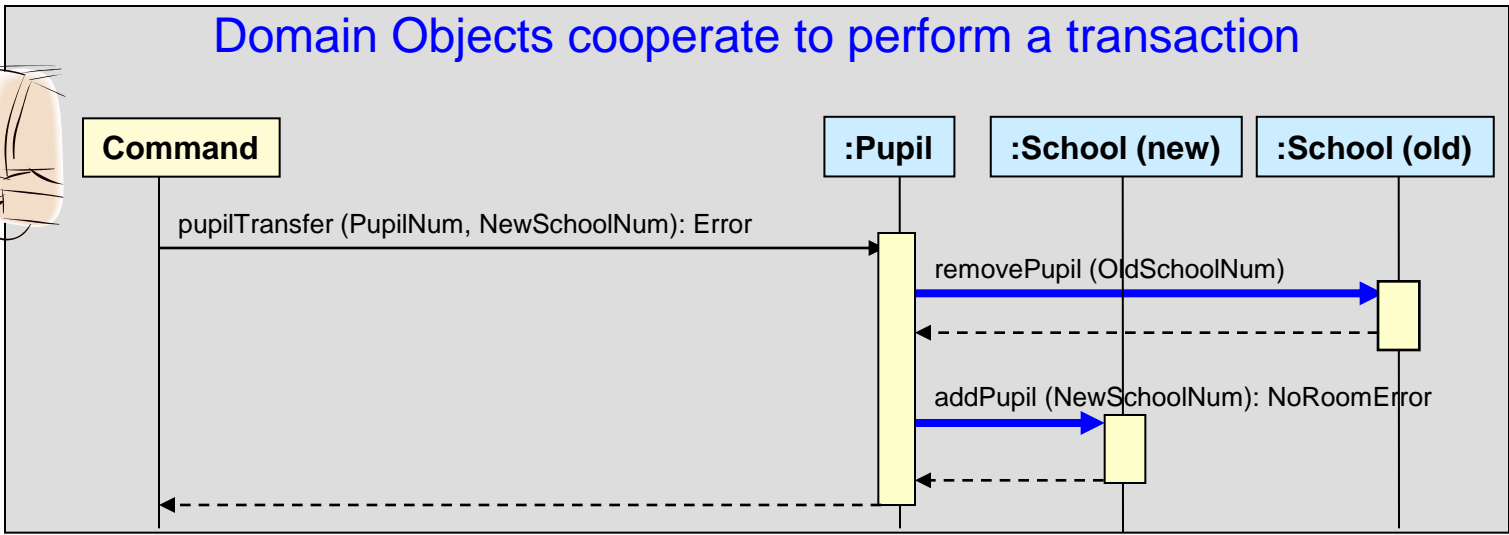 Domain Objects cooperate to perform a transaction
Command
:Pupil
:School (new)
:School (old)
pupilTransfer (PupilNum, NewSchoolNum): Error
removePupil (OldSchoolNum)
addPupil (NewSchoolNum): NoRoomError